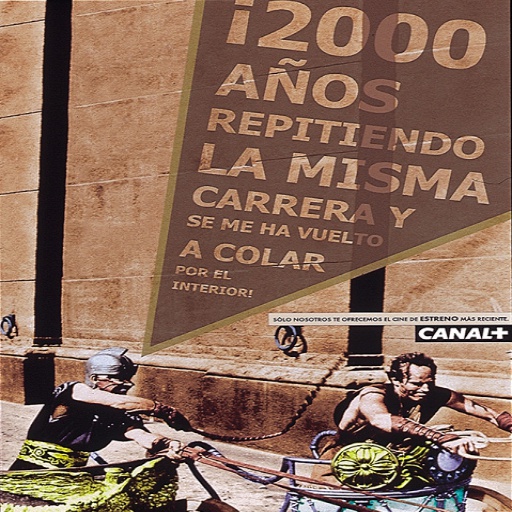 ¡2000
AÑOS
REPITIENDO
LA MISMA
CARRERA Y
SE ME HA VUELTO
A COLAR
POR EL
INTERIOR!
SÓLO NOSOTROS TE OFRECEMOS EL CINE DE ESTRENO MÁS RECIENTE.
CANAL+